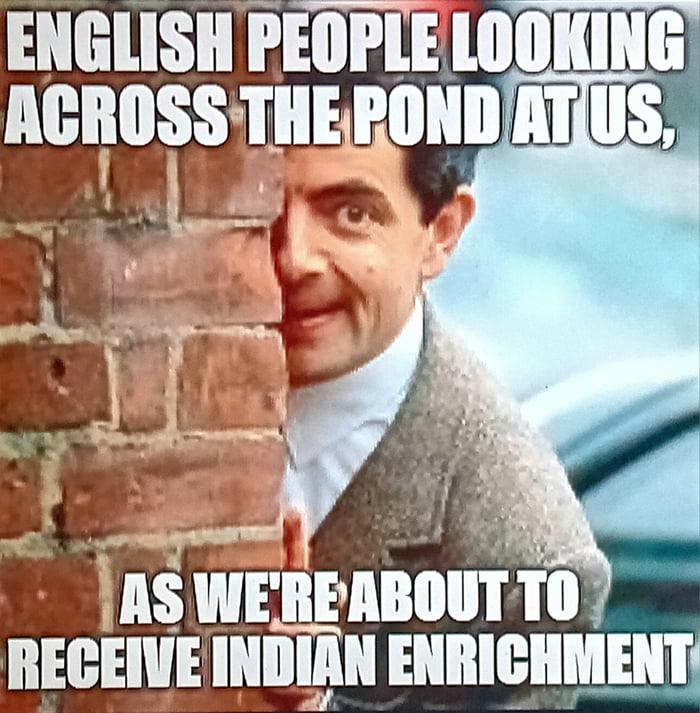 ENGLISH PEOPLE LOOKING
ACROSS THE POND AT US,
AS WE'RE ABOUT TO
RECEIVE INDIAN ENRICHMENT